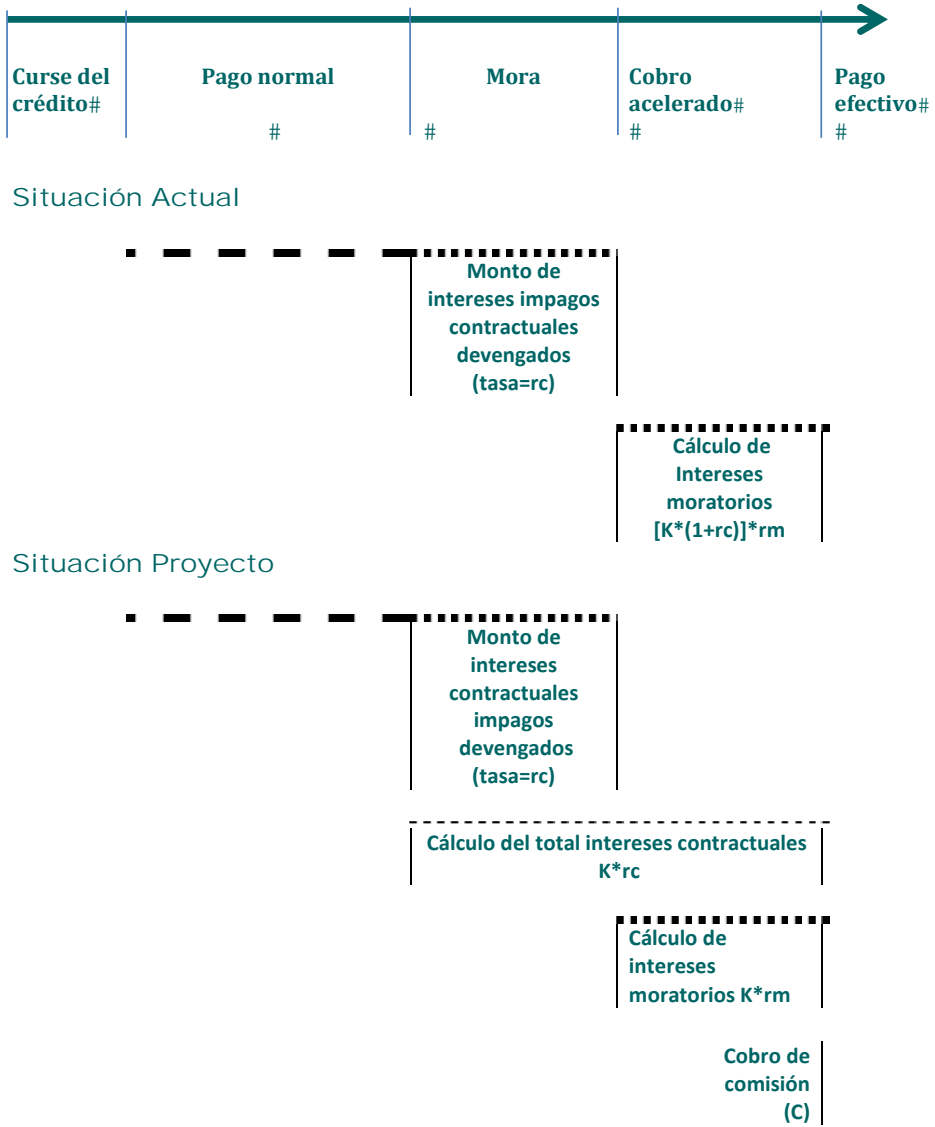 Curse del
crédito#
Pago normal
#
Mora
#
Cobro
acelerado#
#
Pago
efectivo#
#
Situación Actual
Monto de
intereses impagos
contractuales
devengados
(tasa=rc)
Cálculo de
Intereses
moratorios
[K*(1+rc)]*rm
Situación Proyecto
Monto de
intereses
contractuales
impagos
devengados
(tasa=rc)
Cálculo del total intereses contractuales
K*rc
Cálculo de
intereses
moratorios K*rm
Cobro de
comisión
(C)